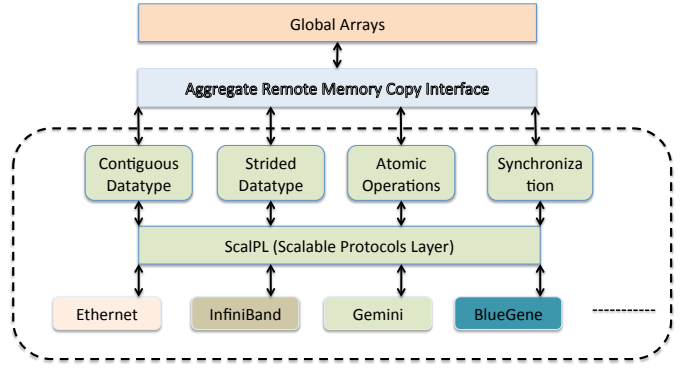 Global Arrays
Aggregate Remote Memory Copy Interface
Contiguous Strided Atomic Synchroniza
Datatype Datatype Operations tion
ScalPL (Scalable Protocols Layer)
Ethernet InfiniBand Gemini BlueGene